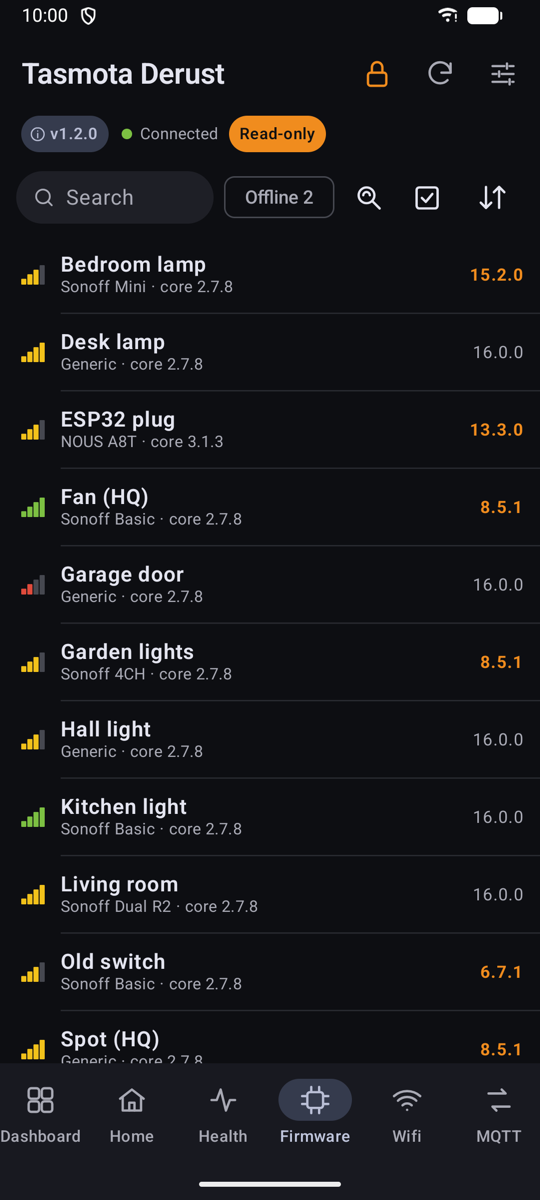 10:00
Tasmota Derust
v1.2.0 Connected Read-only
Search Offline 2
Bedroom lamp
Sonoff Mini · core 2.7.8
15.2.0
Desk lamp
Generic · core 2.7.8
16.0.0
ESP32 plug
NOUS A8T · core 3.1.3
13.3.0
Fan (HQ)
Sonoff Basic · core 2.7.8
8.5.1
Garage door
Generic · core 2.7.8
16.0.0
Garden lights
Sonoff 4CH · core 2.7.8
8.5.1
Hall light
Generic · core 2.7.8
16.0.0
Kitchen light
Sonoff Basic · core 2.7.8
16.0.0
Living room
Sonoff Dual R2 · core 2.7.8
16.0.0
Old switch
Sonoff Basic · core 2.7.8
6.7.1
Spot (HQ)
Generic · core 2.7.8
8.5.1
Dashboard Home Health Firmware Wifi MQTT